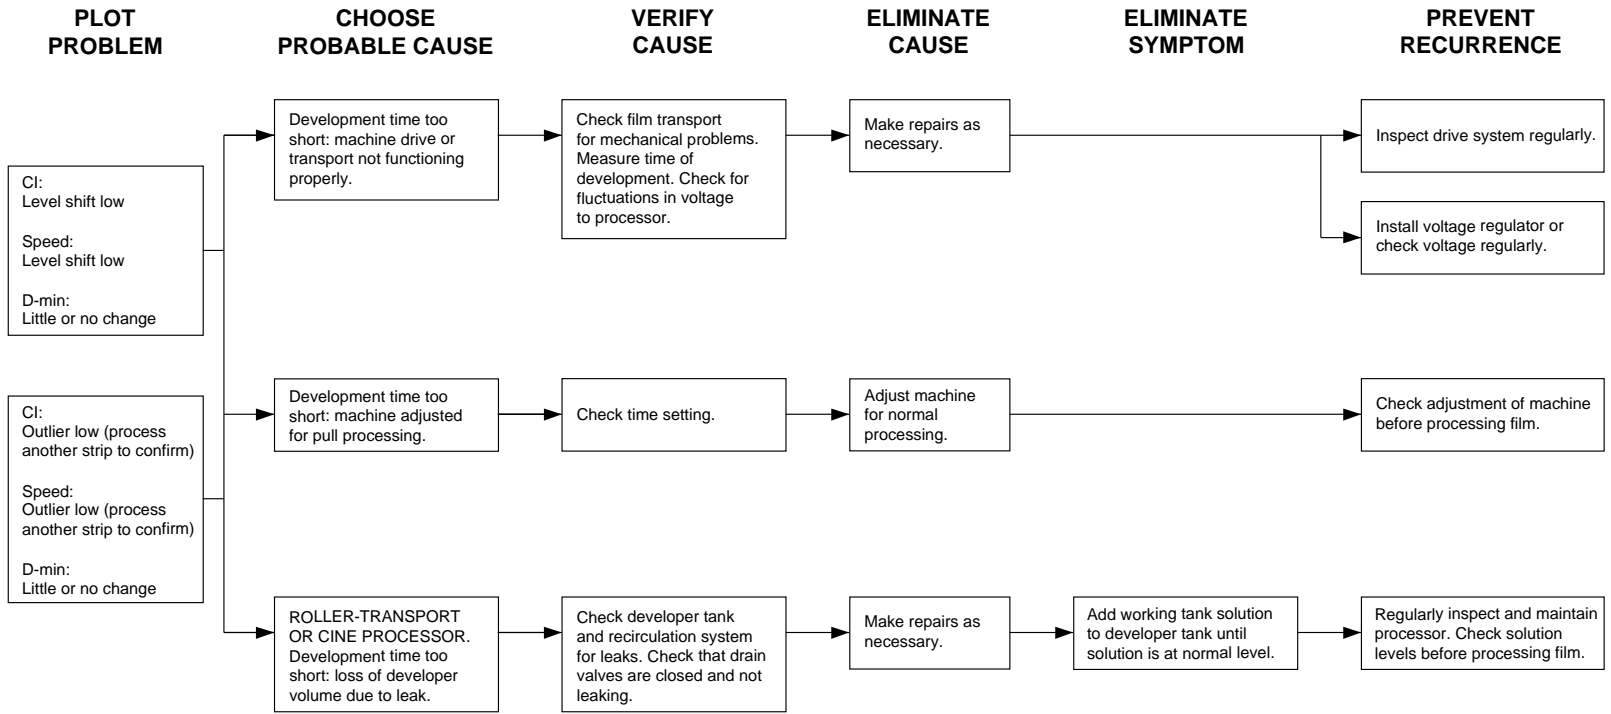 PLOT
PROBLEM
CHOOSE
PROBABLE CAUSE
VERIFY
CAUSE
ELIMINATE
CAUSE
ELIMINATE
SYMPTOM
PREVENT
RECURRENCE
CI:
Level shift low
Speed:
Level shift low
D-min:
Little or no change
CI:
Outlier low (process
another strip to confirm)
Speed:
Outlier low (process
another strip to confirm)
D-min:
Little or no change
Development time too
short: machine drive or
transport not functioning
properly.
Check film transport
for mechanical problems.
Measure time of
development. Check for
fluctuations in voltage
to processor.
Make repairs as
necessary.
Inspect drive system regularly.
Install voltage regulator or
check voltage regularly.
Development time too
short: machine adjusted
for pull processing.
Check time setting.
Adjust machine
for normal
processing.
Check adjustment of machine
before processing film.
ROLLER-TRANSPORT
OR CINE PROCESSOR.
Development time too
short: loss of developer
volume due to leak.
Check developer tank
and recirculation system
for leaks. Check that drain
valves are closed and not
leaking.
Make repairs as
necessary.
Add working tank solution
to developer tank until
solution is at normal level.
Regularly inspect and maintain
processor. Check solution
levels before processing film.